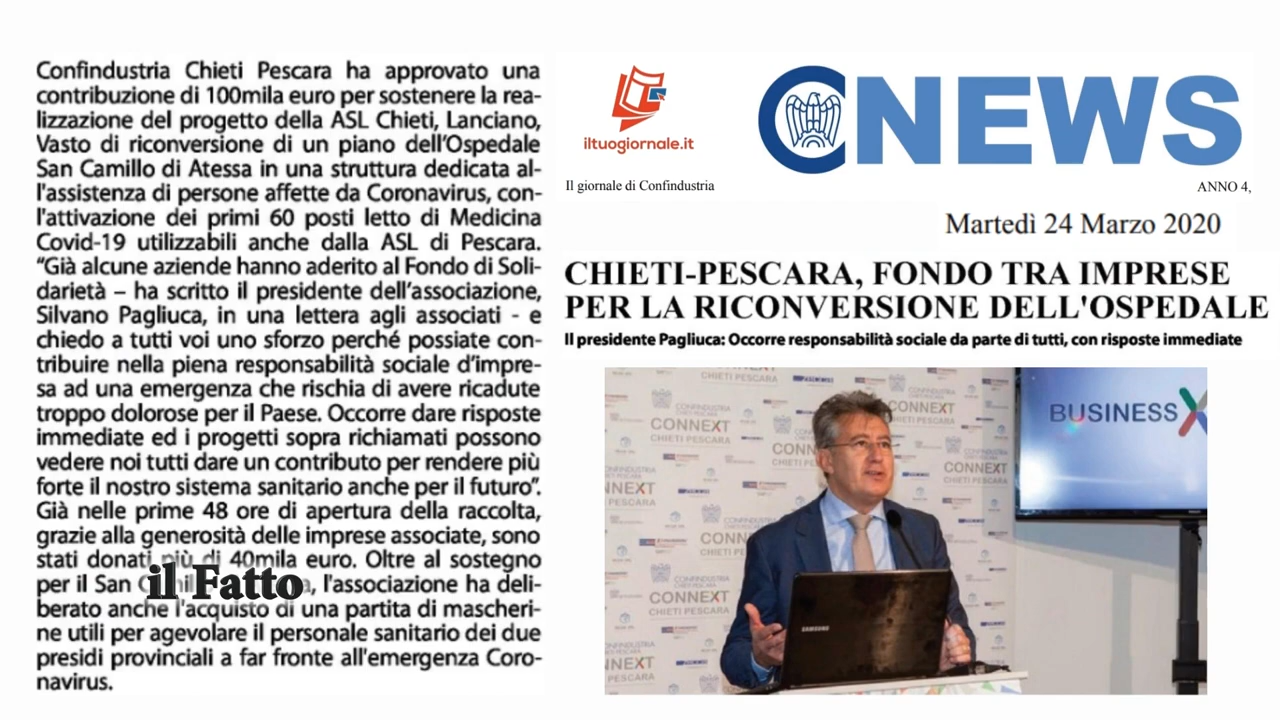 Confindustria Chieti Pescara ha approvato una
contribuzione di 100mila euro per sostenere la rea-
lizzazione del progetto della ASL Chieti, Lanciano,
Vasto di riconversione di un piano dell'Ospedale
San Camillo di Atessa in una struttura dedicata al-
l'assistenza di persone affette da Coronavirus, con-
l'attivazione dei primi 60 posti letto di Medicina
Covid-19 utilizzabili anche dalla ASL di Pescara.
“Già alcune aziende hanno aderito al Fondo di Soli-
darietà – ha scritto il presidente dell'associazione,
Silvano Pagliuca, in una lettera agli associati - e
chiedo a tutti voi uno sforzo perché possiate con-
tribuire nella piena responsabilità sociale d'impre-
sa ad una emergenza che rischia di avere ricadute
troppo dolorose per il Paese. Occorre dare risposte
immediate ed i progetti sopra richiamati possono
vedere noi tutti dare un contributo per rendere più
forte il nostro sistema sanitario anche per il futuro”.
Già nelle prime 48 ore di apertura della raccolta,
grazie alla generosità delle imprese associate, sono
stati donati più di 40mila euro. Oltre al sostegno
per il San , l'associazione ha deli-
berato anche l'acquisto di una partita di mascheri-
ne utili per agevolare il personale sanitario dei due
presidi provinciali a far fronte all'emergenza Coro-
navirus.
il Fatto
iltuogiornale.it
CNEWS
Il giornale di Confindustria
ANNO 4,
Martedì 24 Marzo 2020
CHIETI-PESCARA, FONDO TRA IMPRESE
PER LA RICONVERSIONE DELL'OSPEDALE
Il presidente Pagliuca: Occorre responsabilità sociale da parte di tutti, con risposte immediate
CONFINDUSTRIA
CONNEXT
CHIETI PESCARA
BUSINESS
CONNEXT
CHIETI PESCARA
SAMSUNG